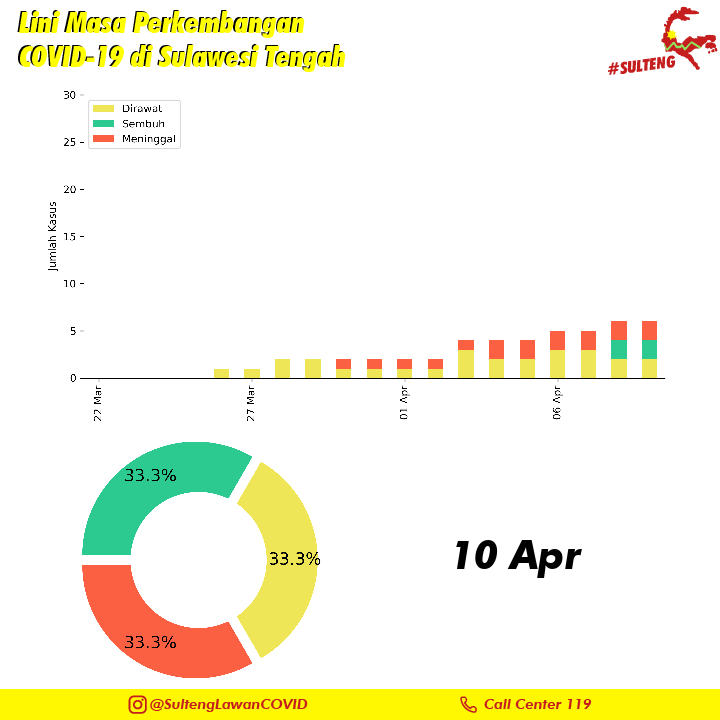 Lini Masa Perkembangan
COVID-19 di Sulawesi Tengah
#SULTENG
30
25
20
15
10
5
0
Jumlah Kasus
Dirawat
Sembuh
Meninggal
22 Mar
27 Mar
01 Apr
06 Apr
33.3%
33.3%
33.3%
10 Apr
@SultengLawanCOVID
Call Center 119